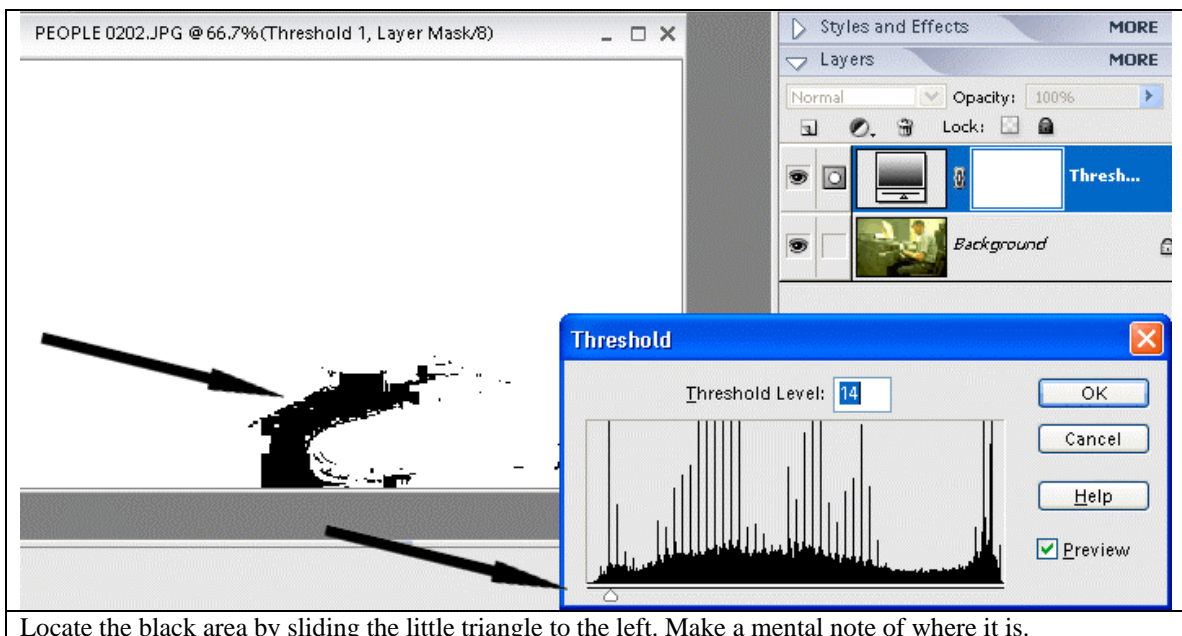 PEOPLE 0202.JPG @ 66.7%(Threshold 1, Layer Mask/8)
Styles and Effects MORE
Layers MORE
Normal Opacity: 100%
Lock:
Thresh...
Background
Threshold
Threshold Level: 14
OK
Cancel
Help
Preview
Locate the black area by sliding the little triangle to the left. Make a mental note of where it is.